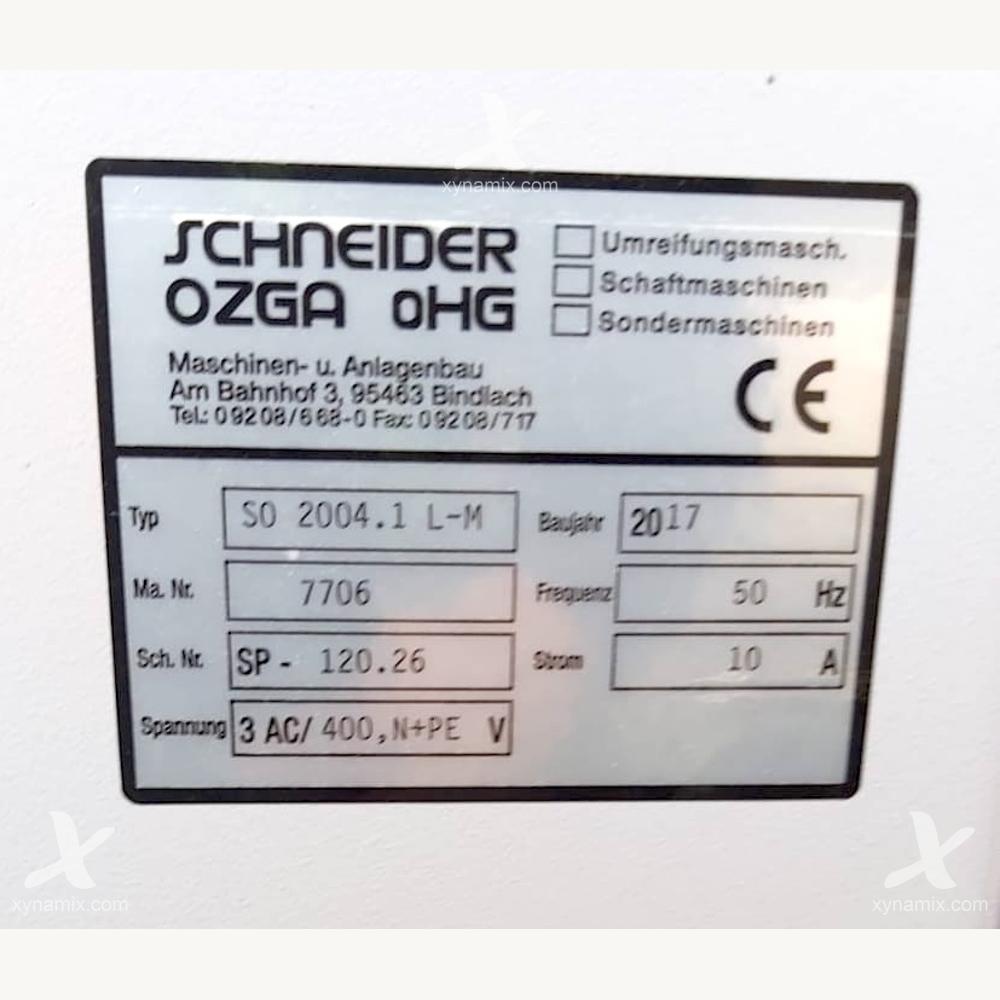 xynamix.com
SCHNEIDER
OZGA oHG
Umreifungsmasch.
Schaftmaschinen
Sondermaschinen
Maschinen- u. Anlagenbau
Am Bahnhof 3, 95463 Bindlach
Tel.: 09208/668-0 Fax: 09208/717
CE
Typ SO 2004.1 L-M Baujahr 2017
Ma. Nr. 7706 Frequenz 50 Hz
Sch. Nr. SP - 120.26 Strom 10 A
Spannung 3 AC/ 400,N+PE V
xynamix.com
xynamix.com